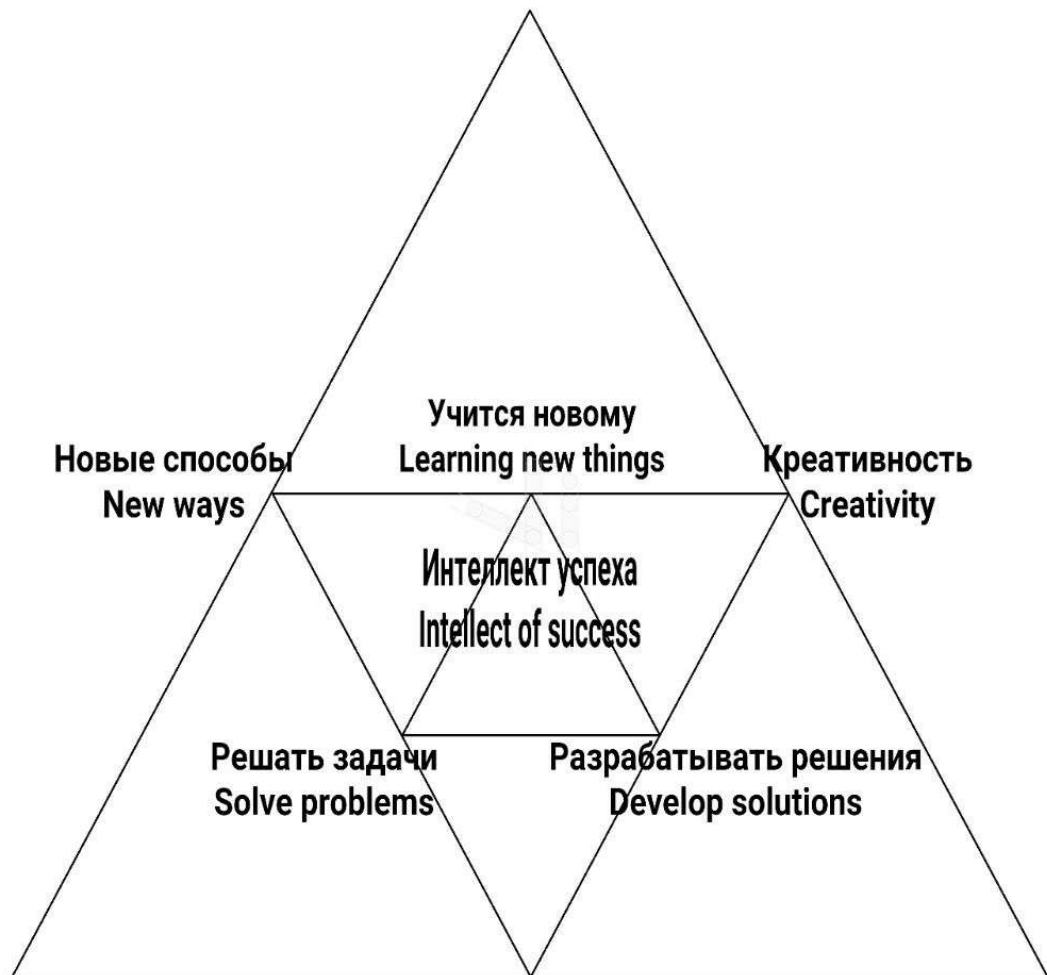 Учится новому
Learning new things
Новые способы
New ways
Креативность
Creativity
Интеллект успеха
Intellect of success
Решать задачи
Solve problems
Разрабатывать решения
Develop solutions